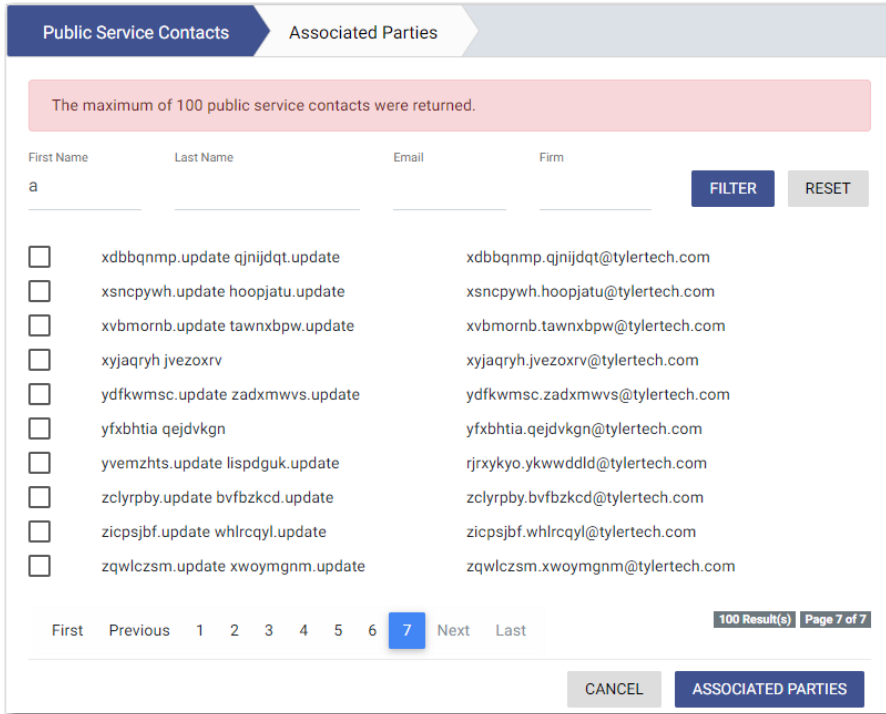 Public Service Contacts Associated Parties
The maximum of 100 public service contacts were returned.
First Name Last Name Email Firm
a
FILTER RESET
xdbbqnmp.update qjnijdqt.update xdbbqnmp.qjnijdqt@tylertech.com
xsncpywh.update hoopjatu.update xsncpywh.hoopjatu@tylertech.com
xvbmornb.update tawnxbpw.update xvbmornb.tawnxbpw@tylertech.com
xyjaqryh jvezoxrv xyjaqryh.jvezoxrv@tylertech.com
ydfkwmsc.update zadxmwvs.update ydfkwmsc.zadxmwvs@tylertech.com
yfxbhtia qejdvkgn yfxbhtia.qejdvkgn@tylertech.com
yvemzhts.update lispdguk.update rjrxykyo.ykwwddld@tylertech.com
zclyrpby.update bvfbzkcd.update zclyrpby.bvfbzkcd@tylertech.com
zicpsjbf.update whlrcqyl.update zicpsjbf.whlrcqyl@tylertech.com
zqwlczsm.update xwoymgnm.update zqwlczsm.xwoymgnm@tylertech.com
First Previous 1 2 3 4 5 6 7 Next Last 100 Result(s) Page 7 of 7
CANCEL ASSOCIATED PARTIES